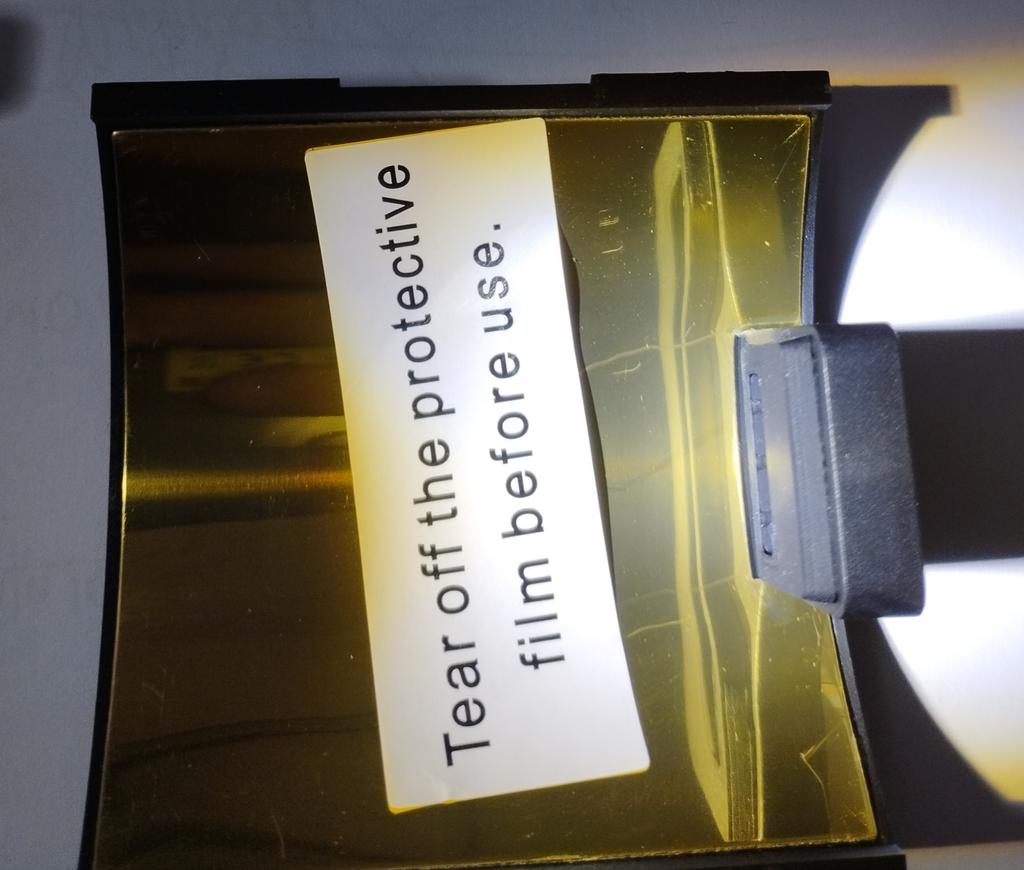 Tear off the protective
film before use.